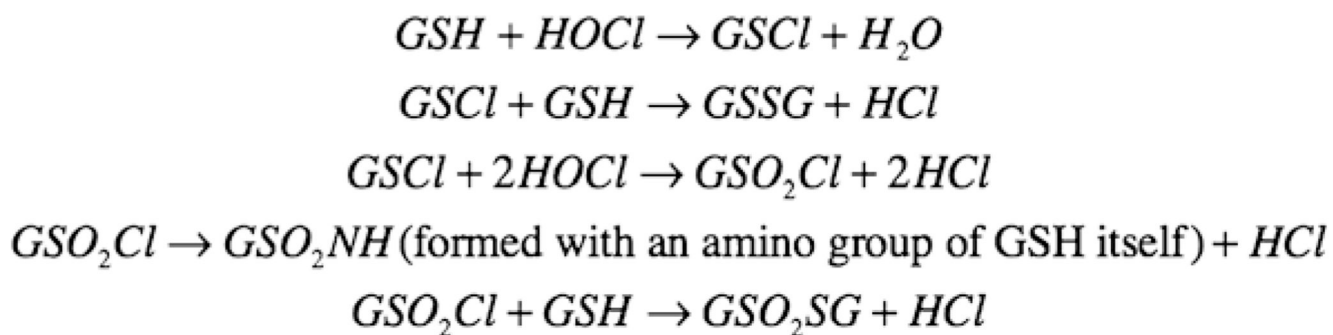 GSH + HOCl → GSCl + H₂O
GSCl + GSH → GSSG + HCl
GSCl + 2HOCl → GSO₂Cl + 2HCl
GSO₂Cl → GSO₂NH (formed with an amino group of GSH itself) + HCl
GSO₂Cl + GSH → GSO₂SG + HCl